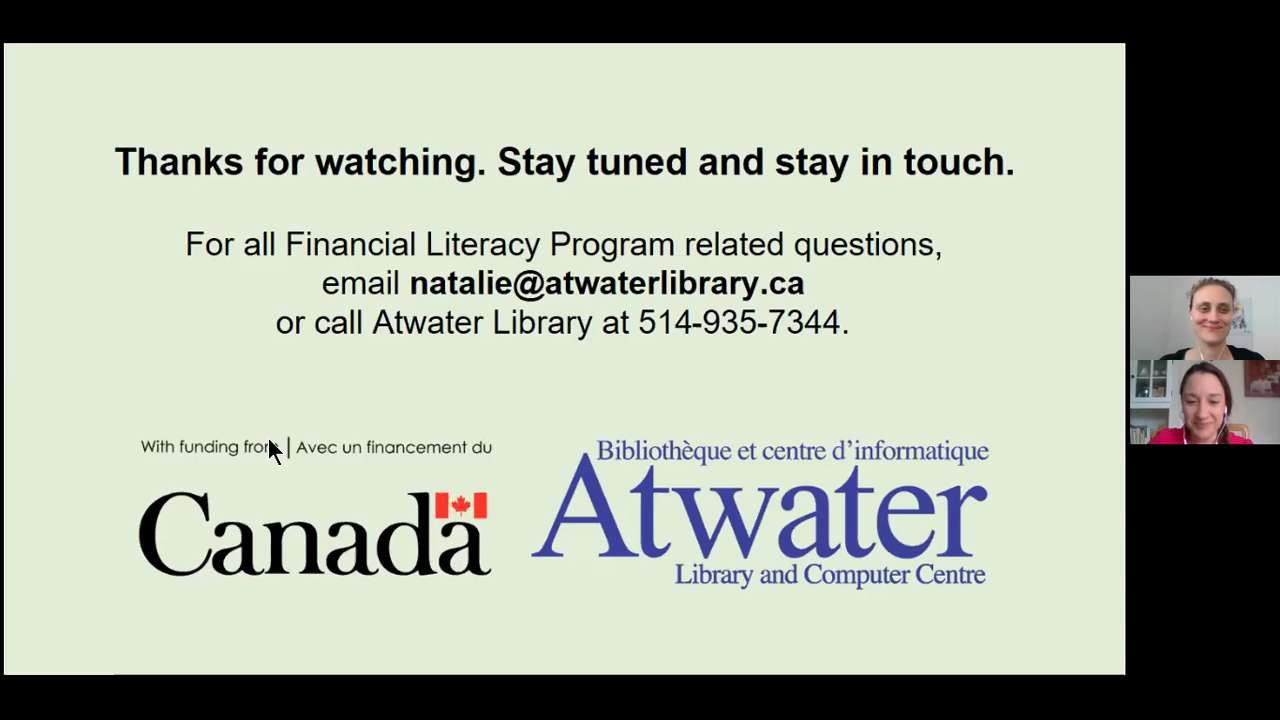 Thanks for watching. Stay tuned and stay in touch.
For all Financial Literacy Program related questions,
email natalie@atwaterlibrary.ca
or call Atwater Library at 514-935-7344.
With funding from | Avec un financement du
Canada
Bibliothèque et centre d’informatique
Atwater
Library and Computer Centre